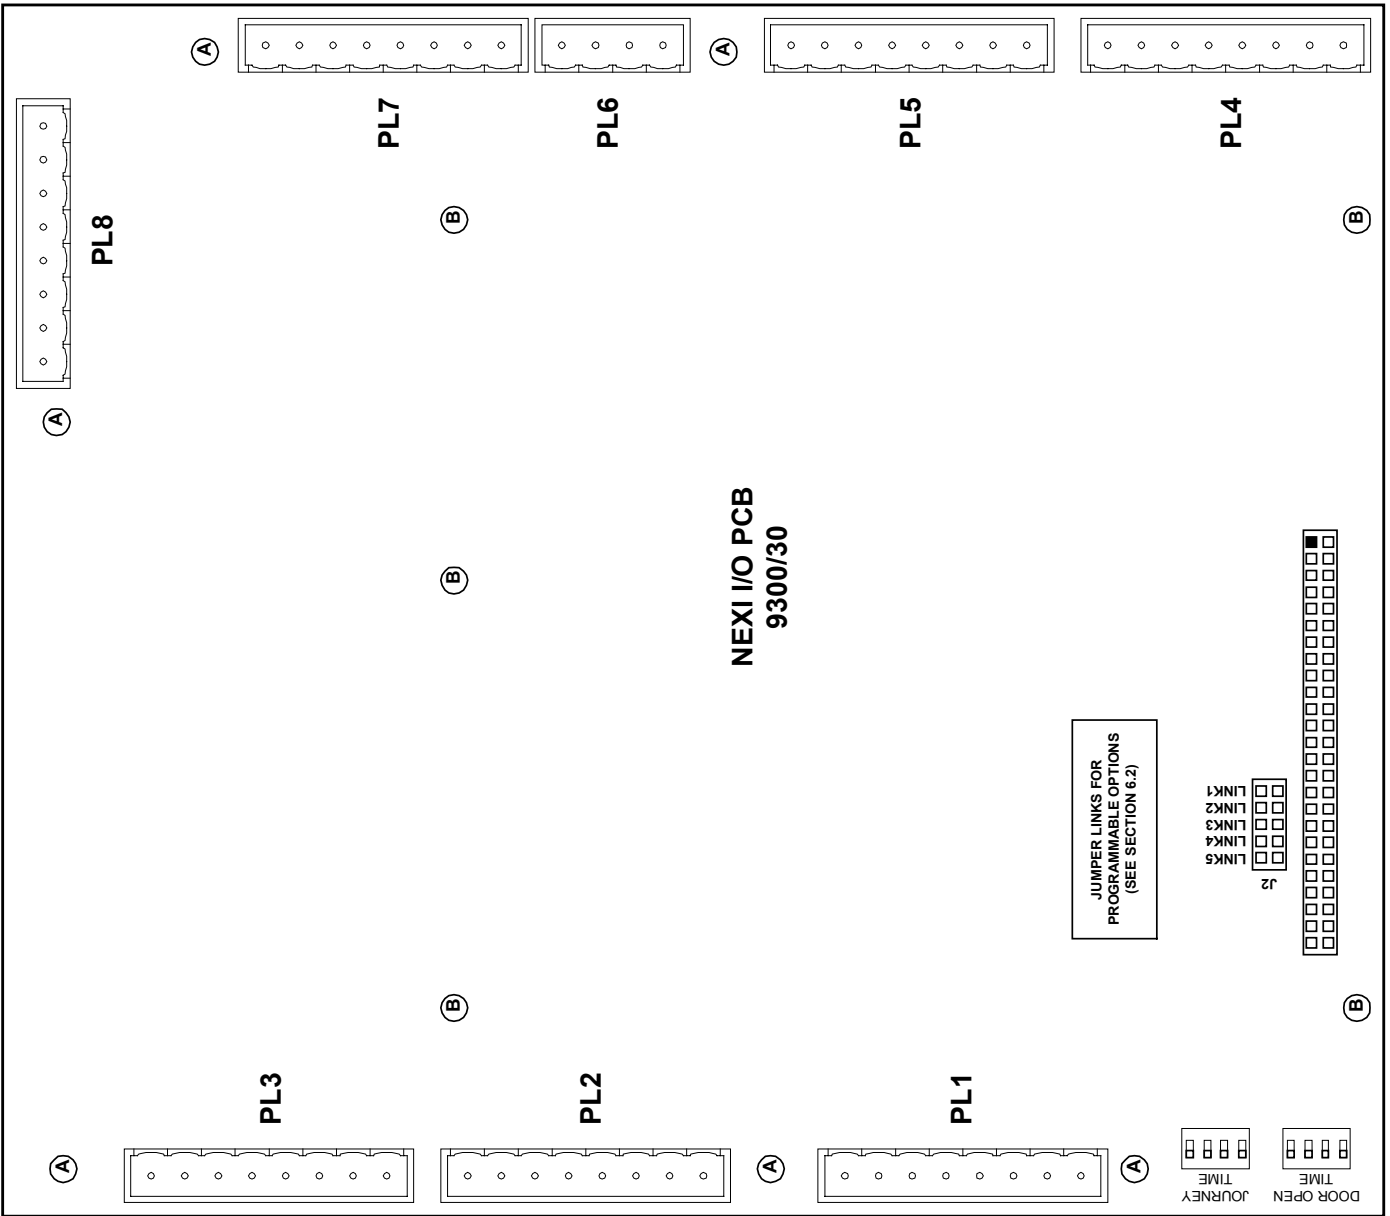 A
A
PL7
PL6
PL5
PL4
PL8
B
B
A
NEXI I/O PCB
9300/30
B
JUMPER LINKS FOR
PROGRAMMABLE OPTIONS
(SEE SECTION 6.2)
LINK1
LINK2
LINK3
LINK4
LINK5
J2
B
B
PL3
PL2
PL1
A
A
A
JOURNEY
TIME
DOOR OPEN
TIME